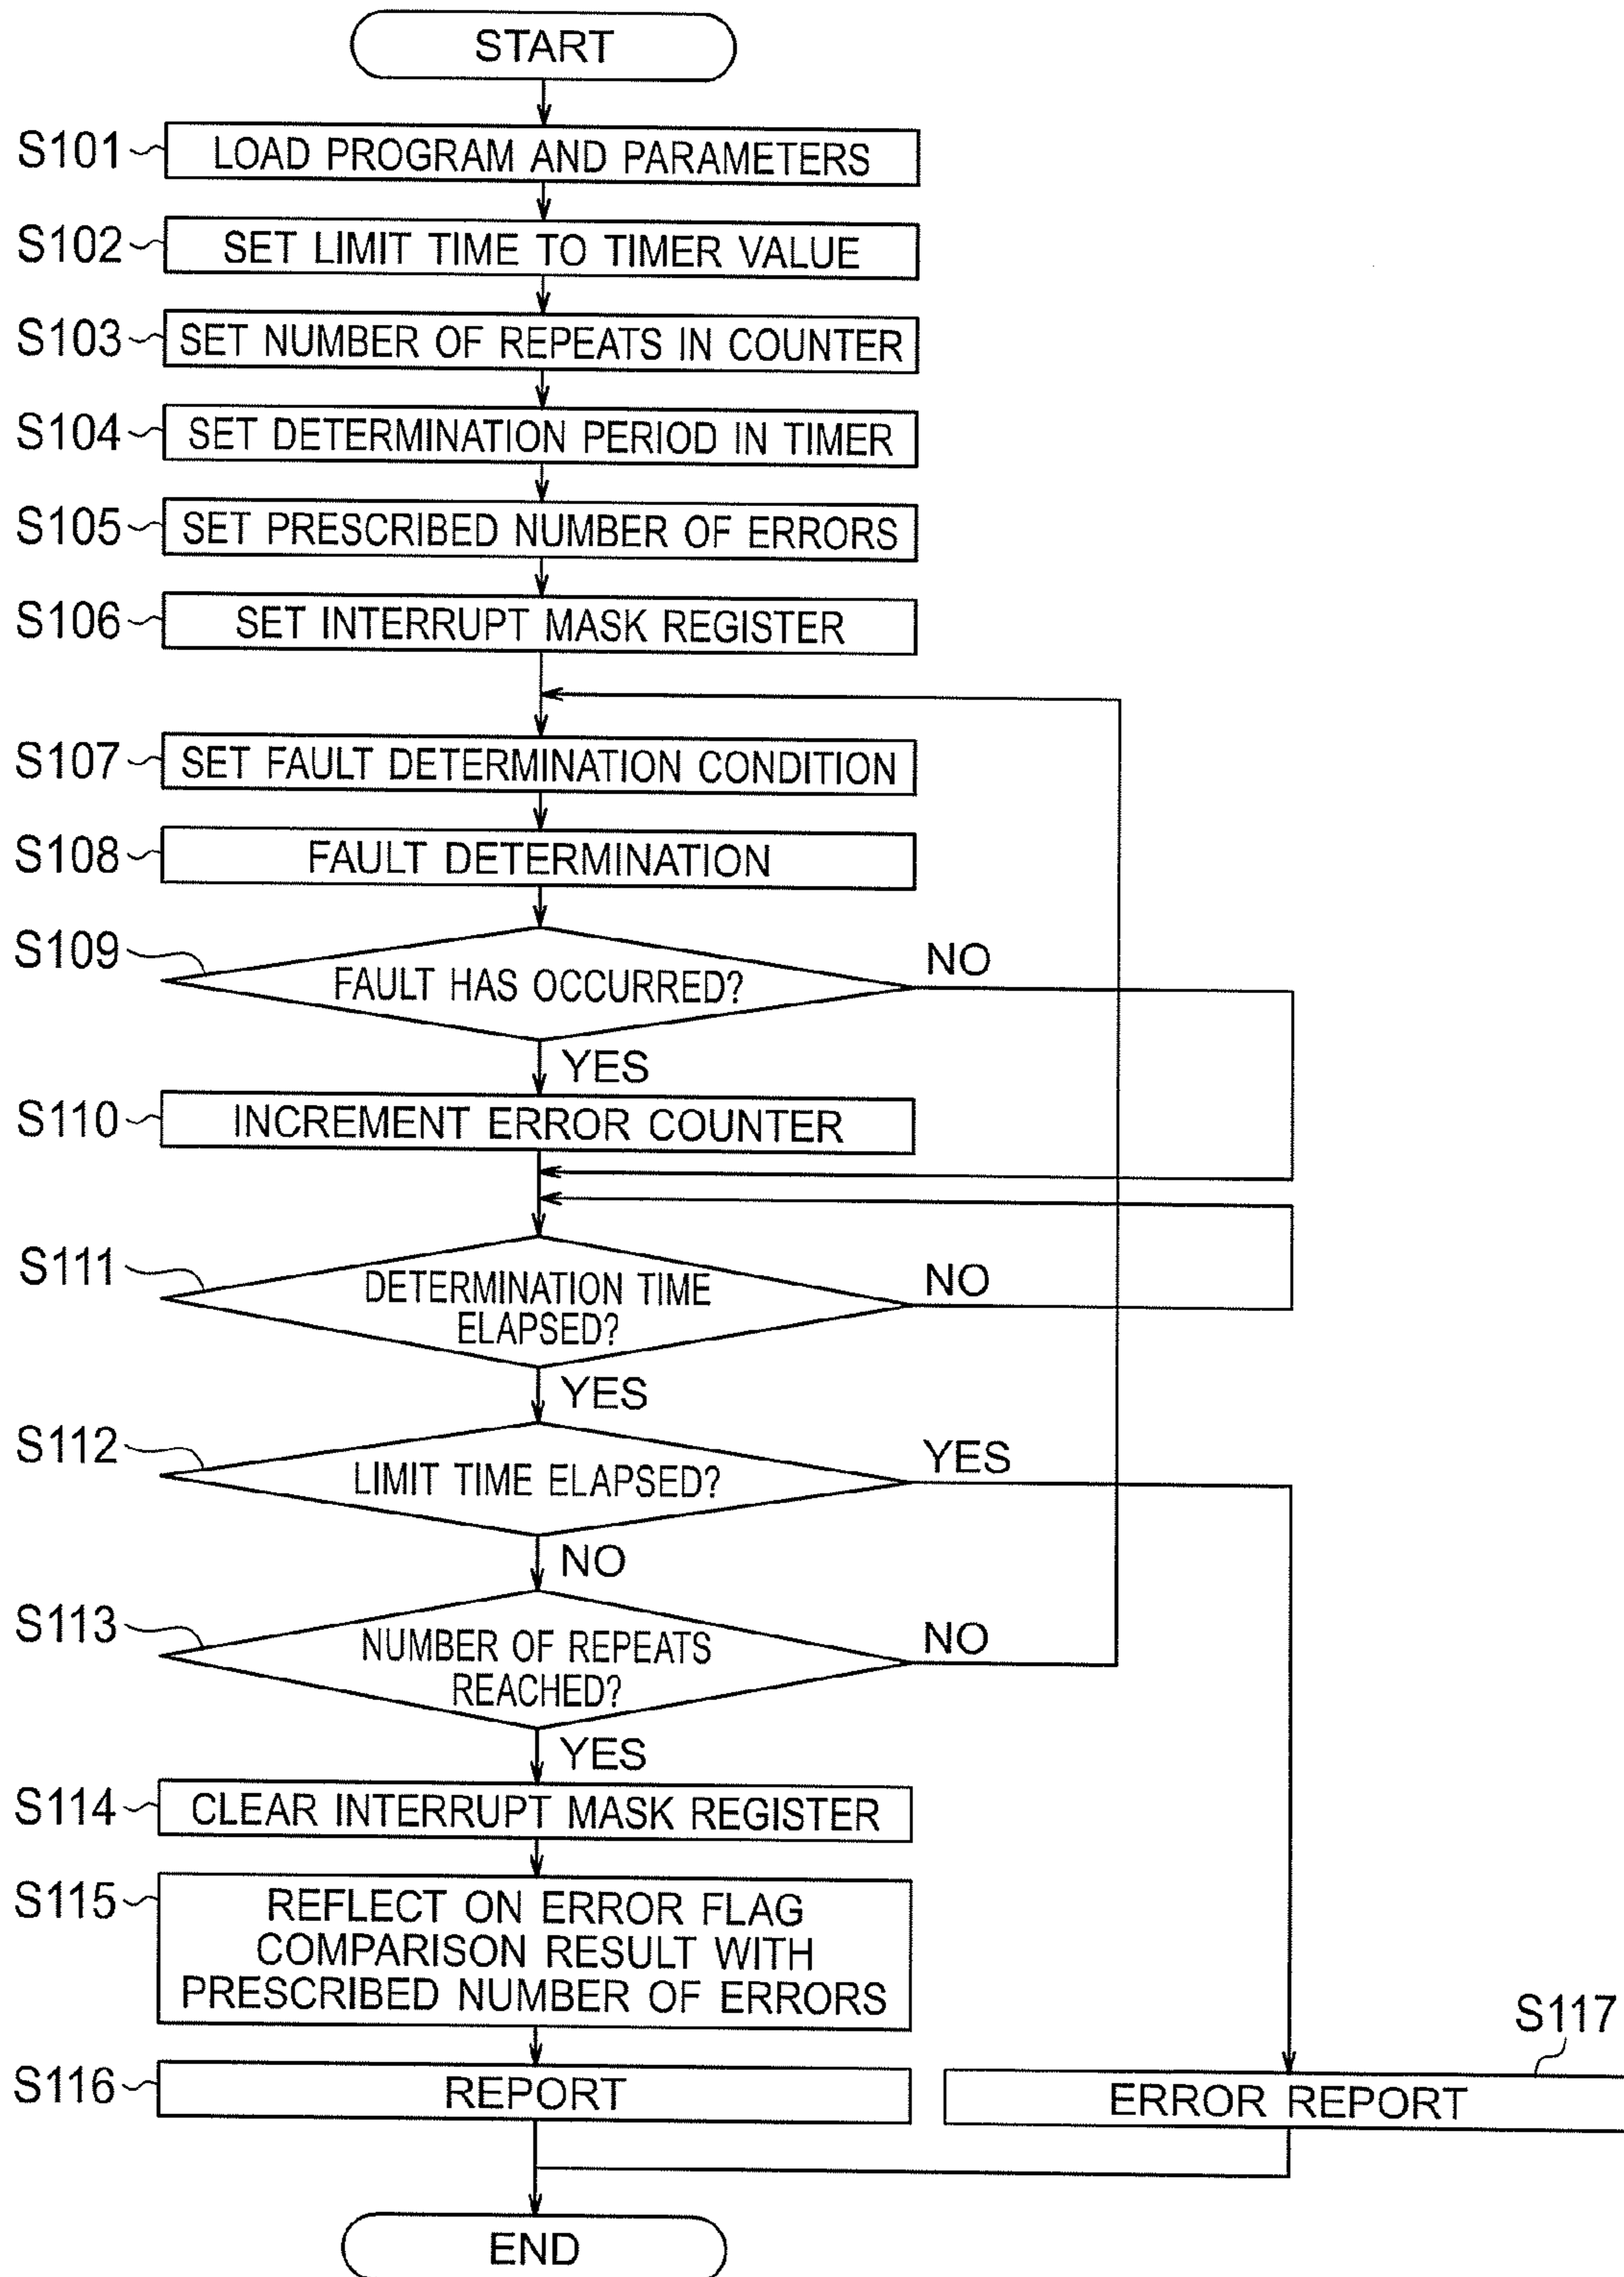 START
S101 LOAD PROGRAM AND PARAMETERS
S102 SET LIMIT TIME TO TIMER VALUE
S103 SET NUMBER OF REPEATS IN COUNTER
S104 SET DETERMINATION PERIOD IN TIMER
S105 SET PRESCRIBED NUMBER OF ERRORS
S106 SET INTERRUPT MASK REGISTER
S107 SET FAULT DETERMINATION CONDITION
S108 FAULT DETERMINATION
S109 FAULT HAS OCCURRED? NO
YES
S110 INCREMENT ERROR COUNTER
S111 DETERMINATION TIME NO
ELAPSED?
YES
S112 LIMIT TIME ELAPSED? YES
NO
S113 NUMBER OF REPEATS NO
REACHED?
YES
S114 CLEAR INTERRUPT MASK REGISTER
S115 REFLECT ON ERROR FLAG
COMPARISON RESULT WITH
PRESCRIBED NUMBER OF ERRORS
S117
S116 REPORT ERROR REPORT
END